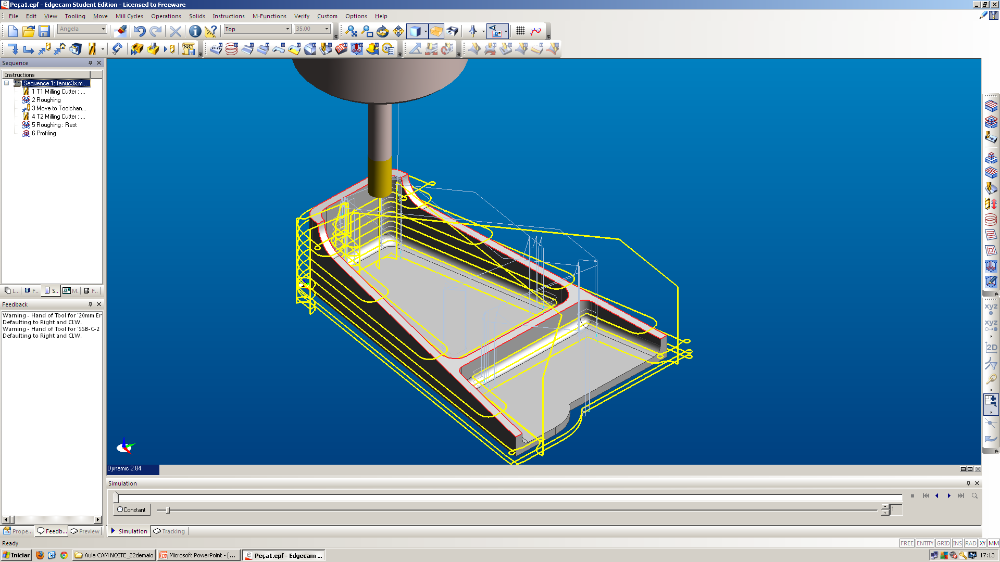 Peça1.epf - Edgecam Student Edition - Licensed to Freeware
File Edit View Tooling Move Mill Cycles Operations Solids Instructions M-Functions Verify Custom Options Help
Angela Top 35.00
Sequence
Instructions
Sequence 1: fanuc3x.m...
1 T1 Milling Cutter : ...
2 Roughing
3 Move to Toolchan...
4 T2 Milling Cutter : ...
5 Roughing : Rest
6 Profiling
L... F... S... M... F...
Feedback
Warning - Hand of Tool for '20mm Er
Defaulting to Right and CLW.
Warning - Hand of Tool for 'SSB-C-2
Defaulting to Right and CLW.
Prope... Feedb... Preview
xyz
xyz
2D
Dynamic 2.84
Simulation
Constant
1
Simulation Tracking
Ready
FREE ENTITY GRID INS RAD XY MM
Iniciar Aula CAM NOITE_22demaio Microsoft PowerPoint - [... Peça1.epf - Edgecam ... 17:13